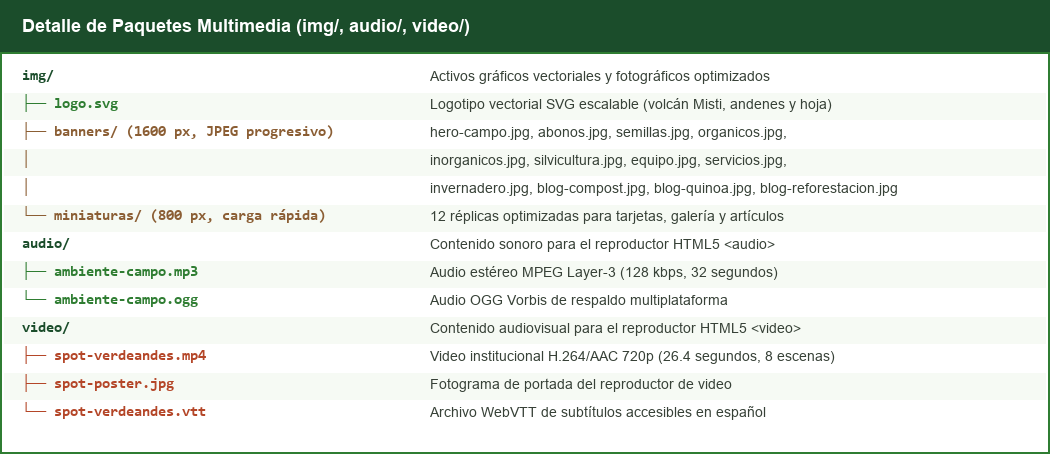 Detalle de Paquetes Multimedia (img/, audio/, video/)
img/ Activos gráficos vectoriales y fotográficos optimizados
├── logo.svg Logotipo vectorial SVG escalable (volcán Misti, andenes y hoja)
├── banners/ (1600 px, JPEG progresivo) hero-campo.jpg, abonos.jpg, semillas.jpg, organicos.jpg,
│ inorganicos.jpg, silvicultura.jpg, equipo.jpg, servicios.jpg,
│ invernadero.jpg, blog-compost.jpg, blog-quinoa.jpg, blog-reforestacion.jpg
└── miniaturas/ (800 px, carga rápida) 12 réplicas optimizadas para tarjetas, galería y artículos
audio/ Contenido sonoro para el reproductor HTML5 <audio>
├── ambiente-campo.mp3 Audio estéreo MPEG Layer-3 (128 kbps, 32 segundos)
└── ambiente-campo.ogg Audio OGG Vorbis de respaldo multiplataforma
video/ Contenido audiovisual para el reproductor HTML5 <video>
├── spot-verdeandes.mp4 Video institucional H.264/AAC 720p (26.4 segundos, 8 escenas)
├── spot-poster.jpg Fotograma de portada del reproductor de video
└── spot-verdeandes.vtt Archivo WebVTT de subtítulos accesibles en español